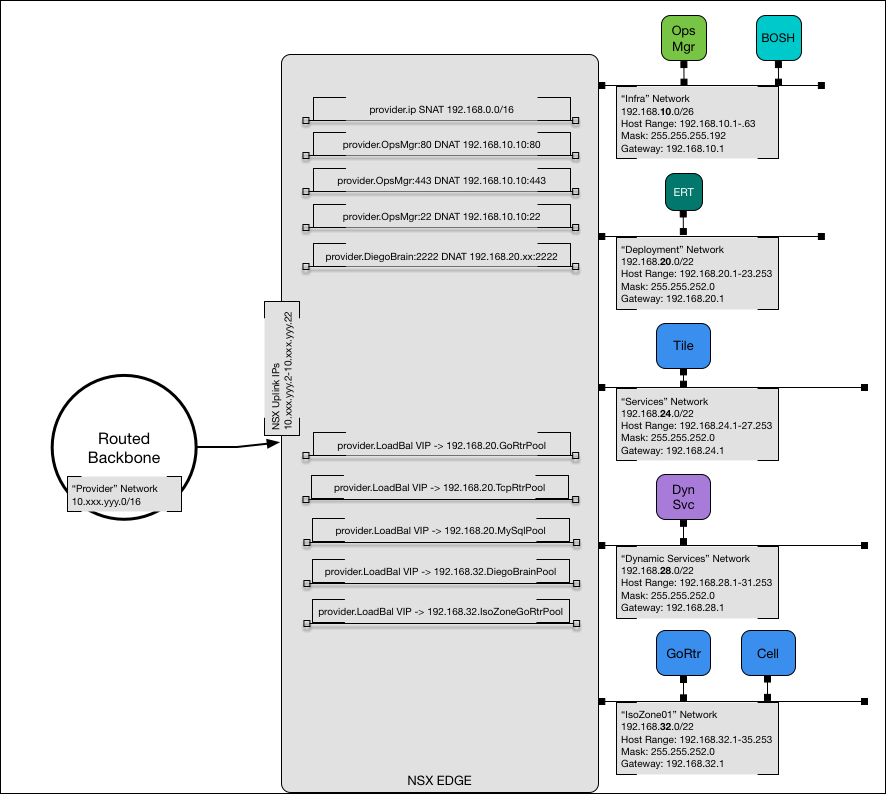 Routed
Backbone
“Provider” Network
10.xxx.yyy.0/16
NSX Uplink IPs
10.xxx.yyy.2-10.xxx.yyy.22
provider.ip SNAT 192.168.0.0/16
provider.OpsMgr:80 DNAT 192.168.10.10:80
provider.OpsMgr:443 DNAT 192.168.10.10:443
provider.OpsMgr:22 DNAT 192.168.10.10:22
provider.DiegoBrain:2222 DNAT 192.168.20.xx:2222
provider.LoadBal VIP -> 192.168.20.GoRtrPool
provider.LoadBal VIP -> 192.168.20.TcpRtrPool
provider.LoadBal VIP -> 192.168.20.MySqlPool
provider.LoadBal VIP -> 192.168.32.DiegoBrainPool
provider.LoadBal VIP -> 192.168.32.IsoZoneGoRtrPool
NSX EDGE
Ops
Mgr
BOSH
“Infra” Network
192.168.10.0/26
Host Range: 192.168.10.1-.63
Mask: 255.255.255.192
Gateway: 192.168.10.1
ERT
“Deployment” Network
192.168.20.0/22
Host Range: 192.168.20.1-23.253
Mask: 255.255.252.0
Gateway: 192.168.20.1
Tile
“Services” Network
192.168.24.0/22
Host Range: 192.168.24.1-27.253
Mask: 255.255.252.0
Gateway: 192.168.24.1
Dyn
Svc
“Dynamic Services” Network
192.168.28.0/22
Host Range: 192.168.28.1-31.253
Mask: 255.255.252.0
Gateway: 192.168.28.1
GoRtr
Cell
“IsoZone01” Network
192.168.32.0/22
Host Range: 192.168.32.1-35.253
Mask: 255.255.252.0
Gateway: 192.168.32.1